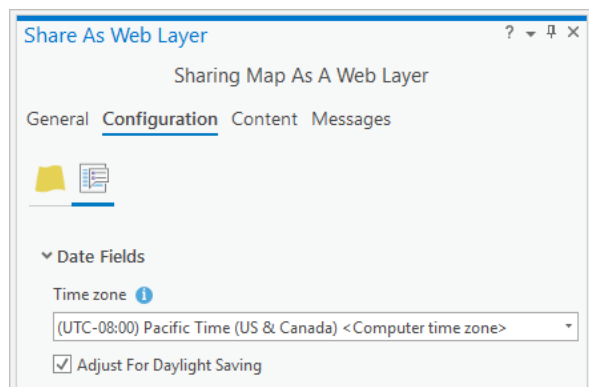 Share As Web Layer
?
Sharing Map As A Web Layer
General Configuration Content Messages
Date Fields
Time zone
(UTC-08:00) Pacific Time (US & Canada) <Computer time zone>
Adjust For Daylight Saving